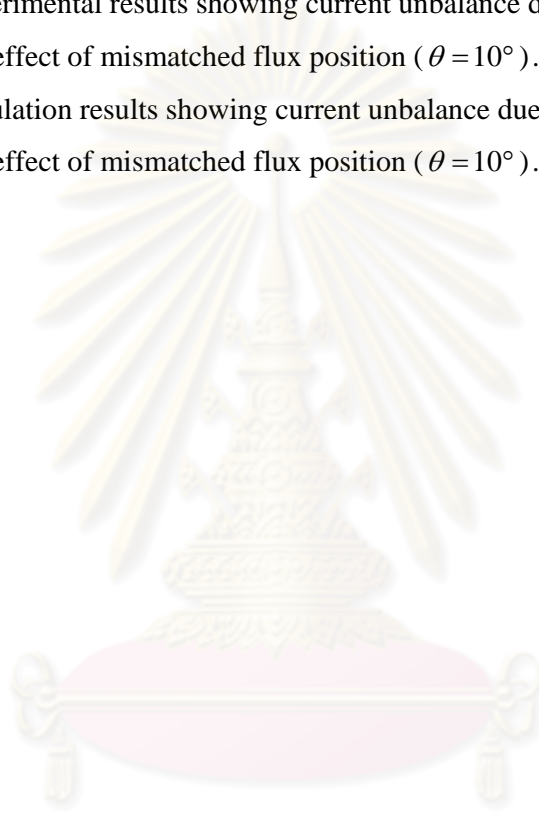 erimental results showing current unbalance d
effect of mismatched flux position ( θ = 10° ).
ulation results showing current unbalance due
effect of mismatched flux position ( θ = 10° ).